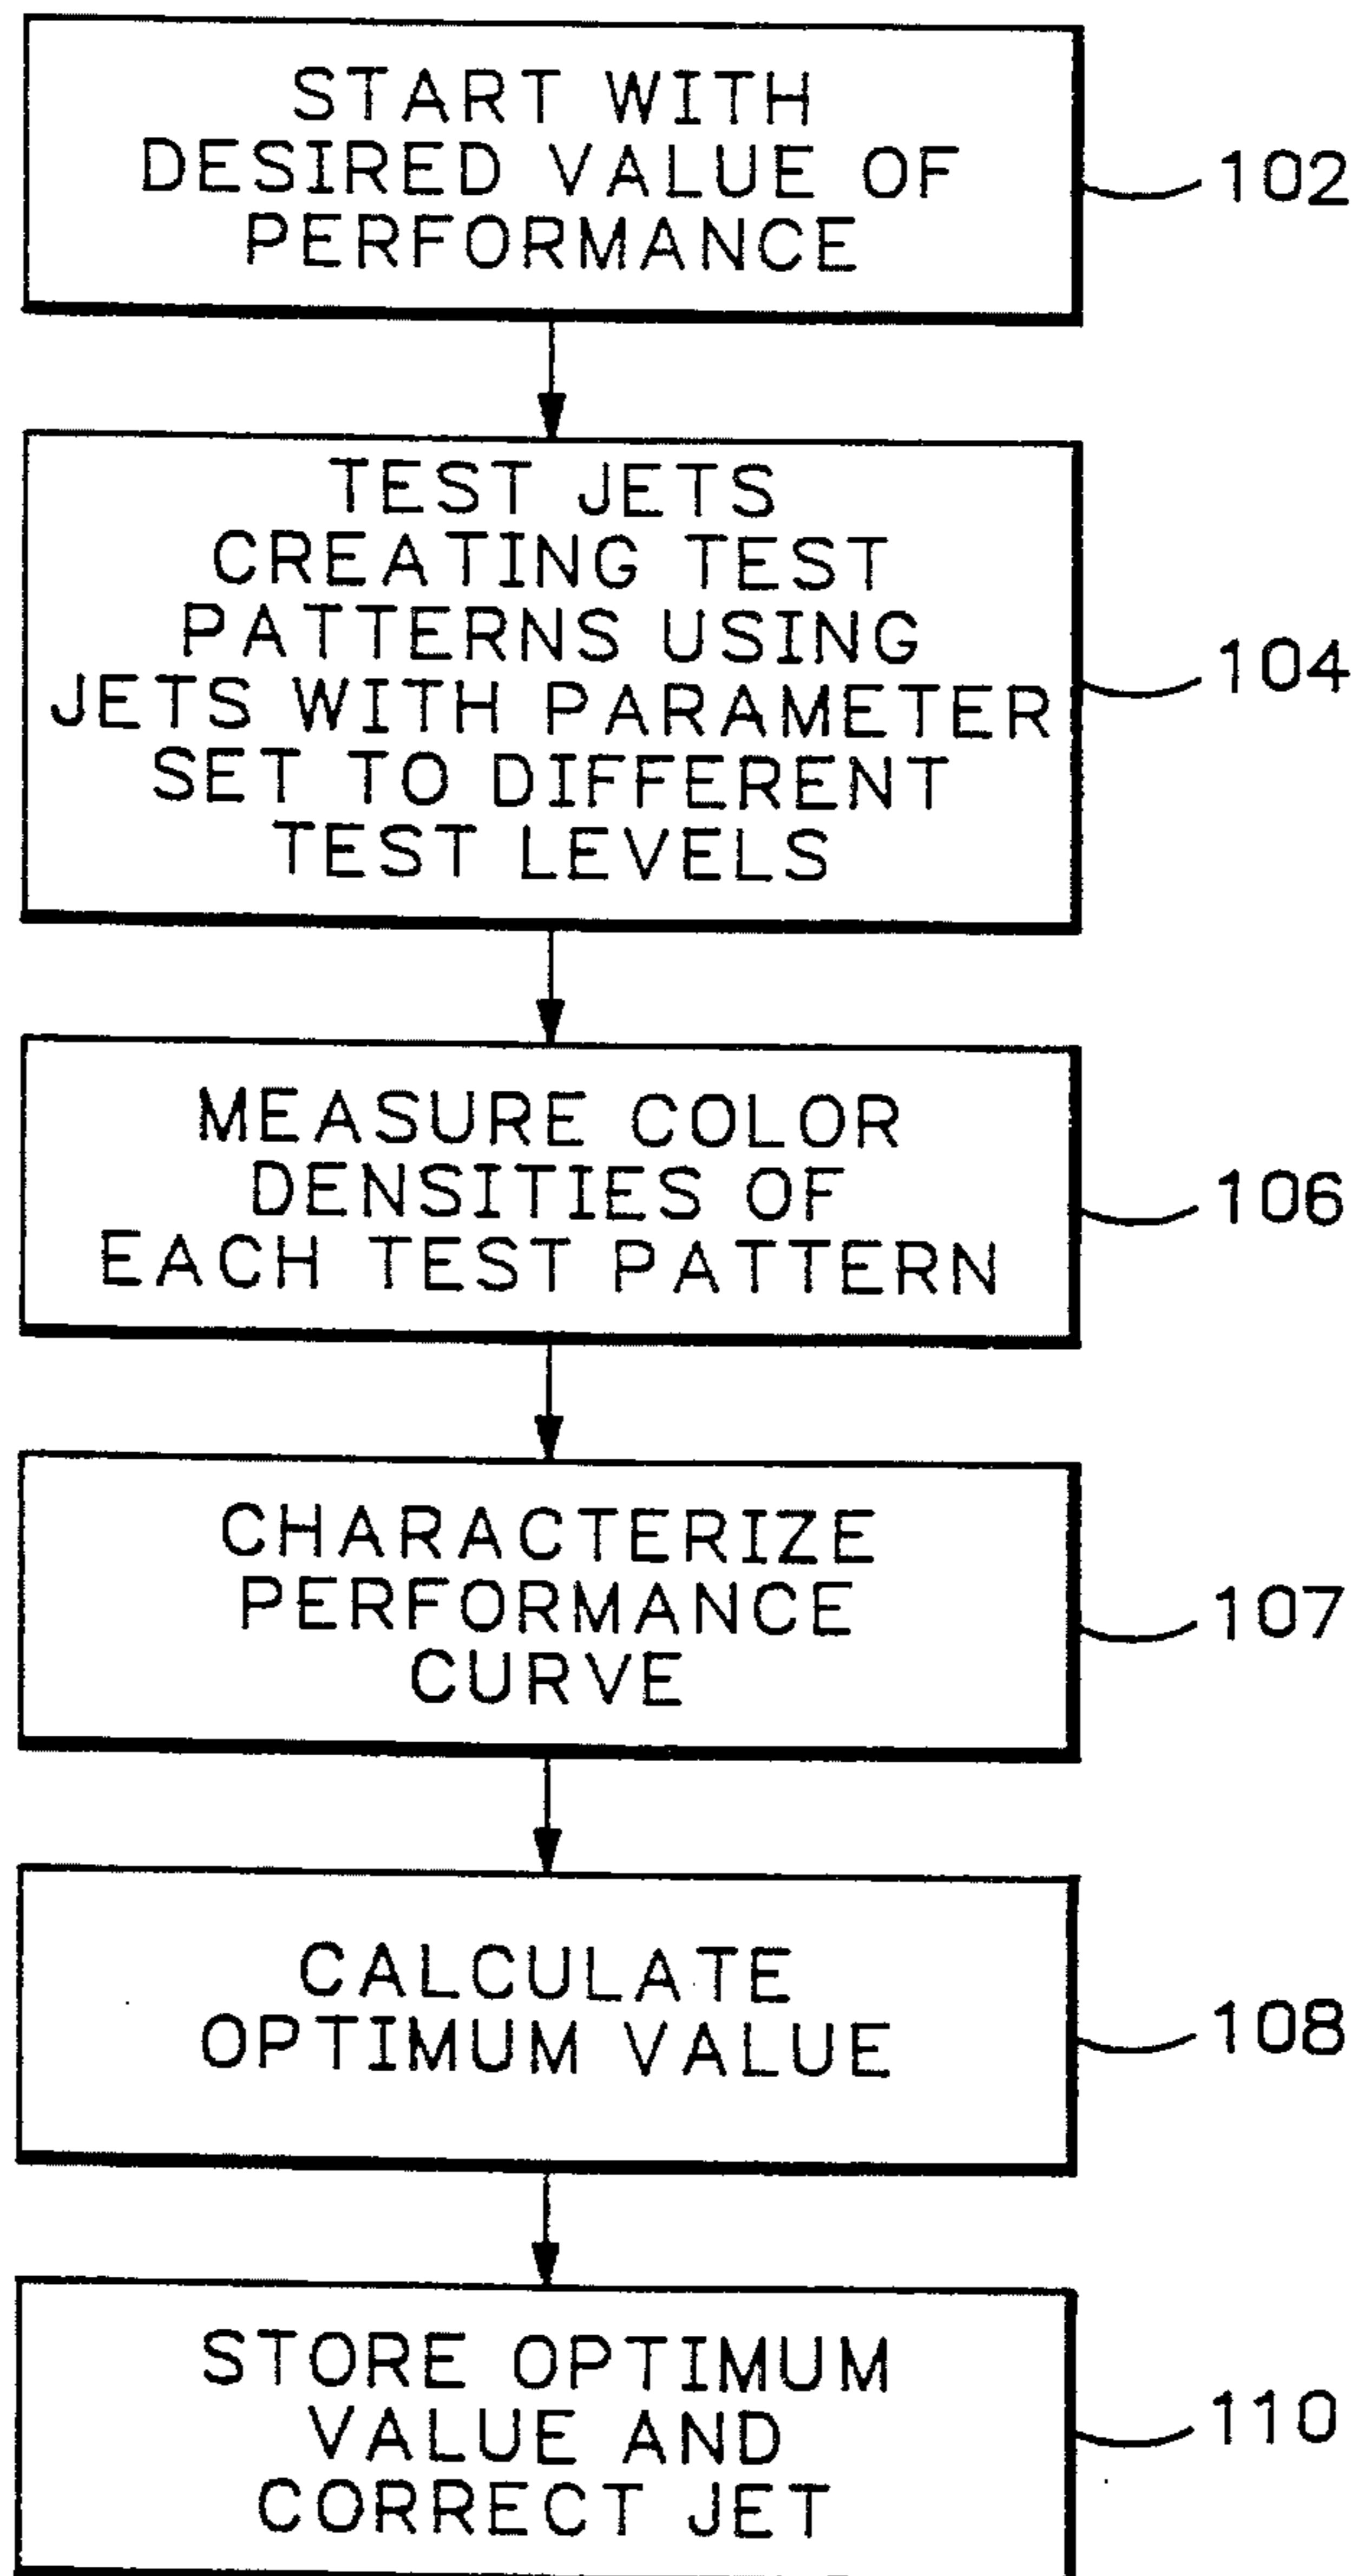 START WITH
DESIRED VALUE OF
PERFORMANCE
102
TEST JETS
CREATING TEST
PATTERNS USING
JETS WITH PARAMETER
SET TO DIFFERENT
TEST LEVELS
104
MEASURE COLOR
DENSITIES OF
EACH TEST PATTERN
106
CHARACTERIZE
PERFORMANCE
CURVE
107
CALCULATE
OPTIMUM VALUE
108
STORE OPTIMUM
VALUE AND
CORRECT JET
110